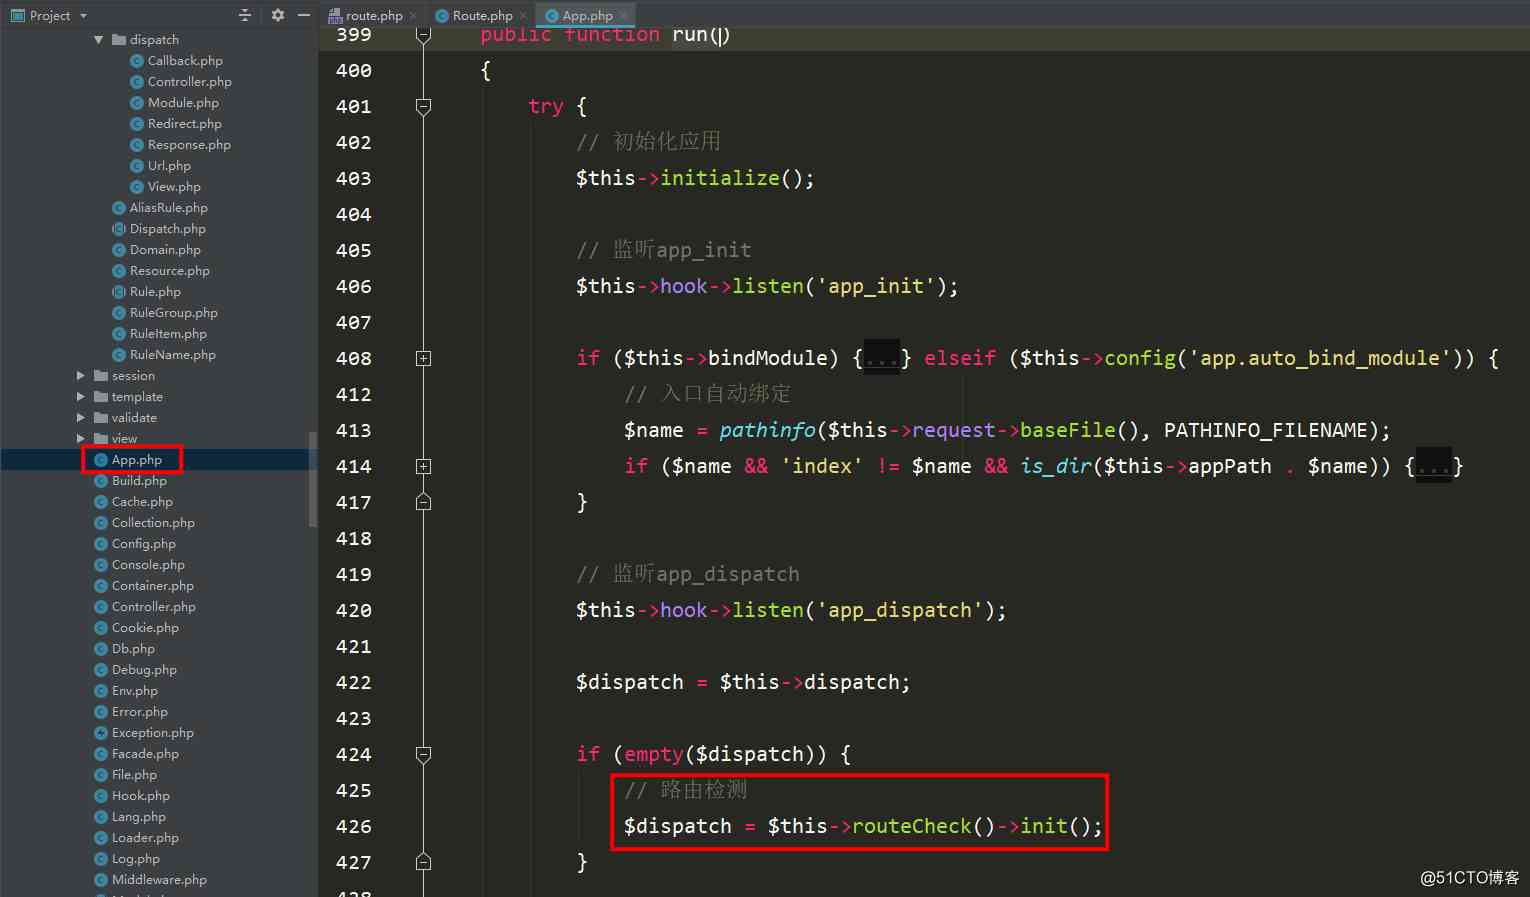 Project
route.php
Route.php
App.php
dispatch
Callback.php
Controller.php
Module.php
Redirect.php
Response.php
Url.php
View.php
AliasRule.php
Dispatch.php
Domain.php
Resource.php
Rule.php
RuleGroup.php
RuleItem.php
RuleName.php
session
template
validate
view
App.php
Build.php
Cache.php
Collection.php
Config.php
Console.php
Container.php
Controller.php
Cookie.php
Db.php
Debug.php
Env.php
Error.php
Exception.php
Facade.php
File.php
Hook.php
Lang.php
Loader.php
Log.php
Middleware.php
399 public function run()
400 {
401 try {
402 // 初始化应用
403 $this->initialize();
404
405 // 监听app_init
406 $this->hook->listen('app_init');
407
408 if ($this->bindModule) {...} elseif ($this->config('app.auto_bind_module')) {
412 // 入口自动绑定
413 $name = pathinfo($this->request->baseFile(), PATHINFO_FILENAME);
414 if ($name && 'index' != $name && is_dir($this->appPath . $name)) {...}
417 }
418
419 // 监听app_dispatch
420 $this->hook->listen('app_dispatch');
421
422 $dispatch = $this->dispatch;
423
424 if (empty($dispatch)) {
425 // 路由检测
426 $dispatch = $this->routeCheck()->init();
427 }
428
@51CTO博客